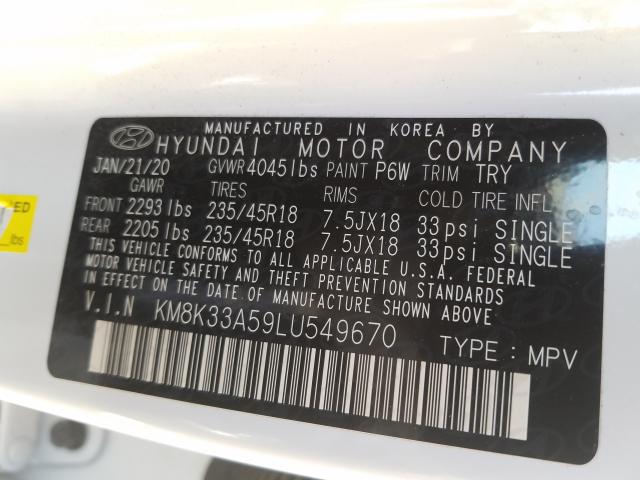 MANUFACTURED IN KOREA BY
HYUNDAI MOTOR COMPANY
JAN/21/20 GVWR 4045lbs PAINT P6W TRIM TRY
GAWR TIRES RIMS COLD TIRE INFL.
FRONT 2293 lbs 235/45R18 7.5JX18 33psi SINGLE
REAR 2205 lbs 235/45R18 7.5JX18 33psi SINGLE
THIS VEHICLE CONFORMS TO ALL APPLICABLE U.S.A. FEDERAL
MOTOR VEHICLE SAFETY AND THEFT PREVENTION STANDARDS
IN EFFECT ON THE DATE OF MANUFACTURE SHOWN ABOVE.
V.I.N KM8K33A59LU549670
TYPE : MPV
lbs